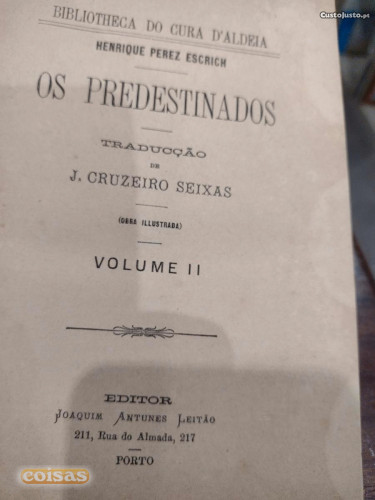 CustoJusto.pt
BIBLIOTHECA DO CURA D'ALDEIA
HENRIQUE PEREZ ESCRICH
OS PREDESTINADOS
TRADUCÇÃO
DE
J. CRUZEIRO SEIXAS
(OBRA ILLUSTRADA)
VOLUME II
EDITOR
JOAQUIM ANTUNES LEITÃO
211, Rua do Almada, 217
PORTO
coisas